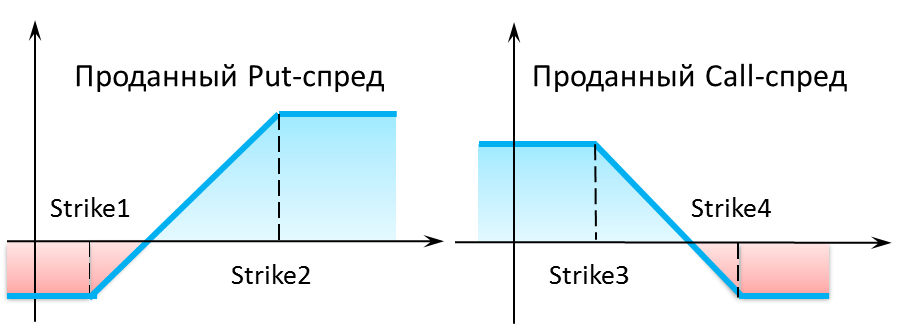 Проданный Put-спред
Проданный Call-спред
Strike1
Strike2
Strike3
Strike4